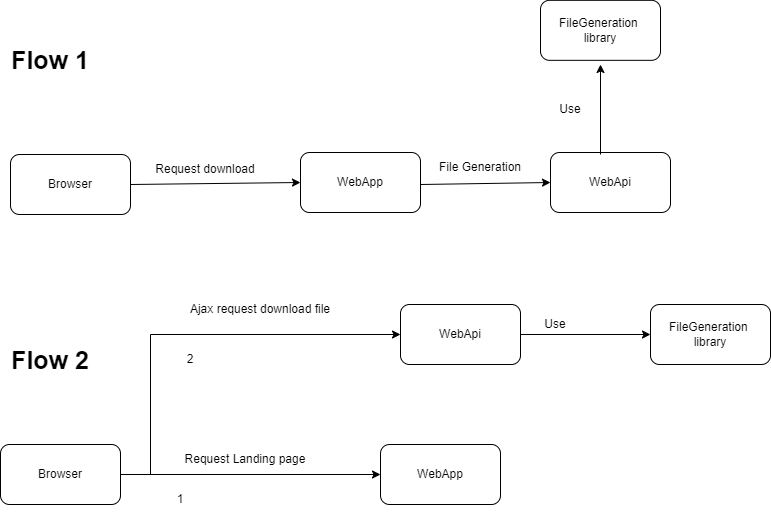 FileGeneration
library
Flow 1
Use
Request download
File Generation
Browser
WebApp
WebApi
Ajax request download file
Use
WebApi
FileGeneration
library
Flow 2
2
Request Landing page
Browser
WebApp
1